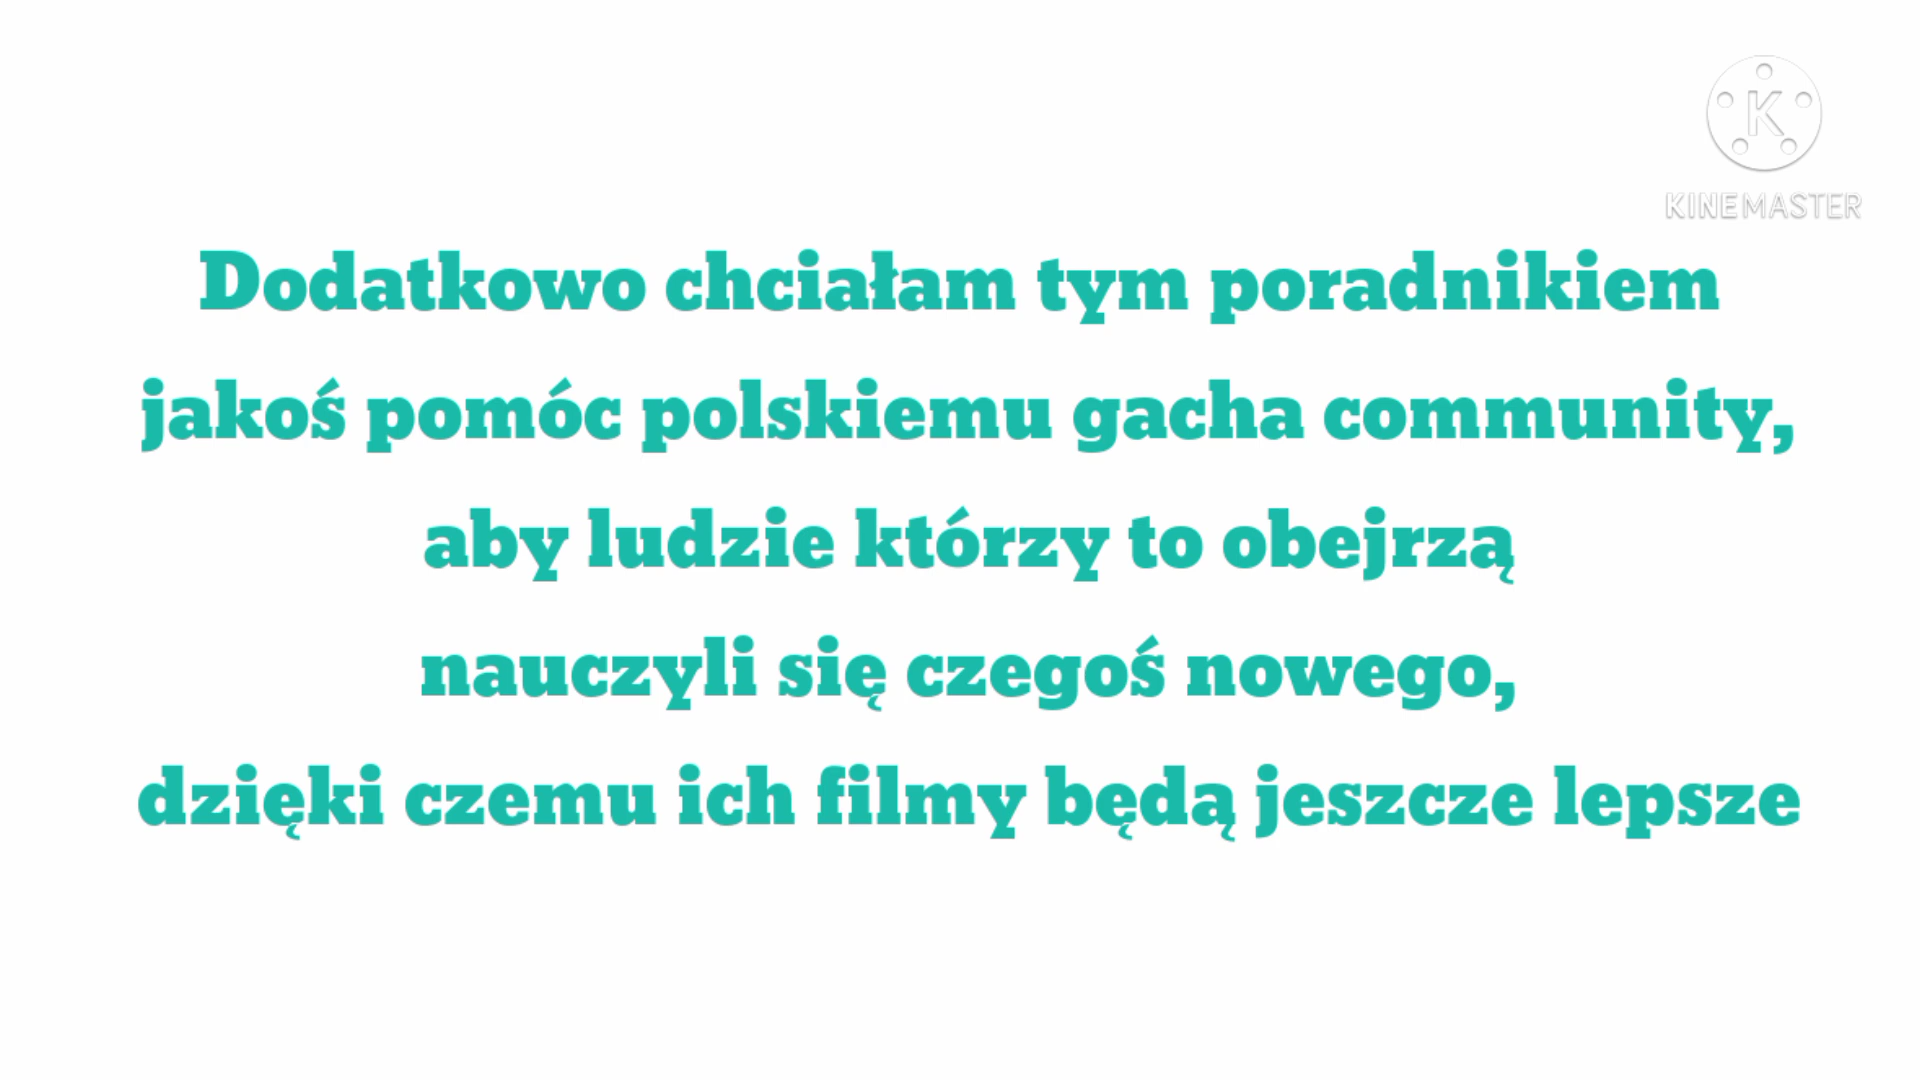 K
KINEMASTER
Dodatkowo chciałam tym poradnikiem
jakoś pomóc polskiemu gacha community,
aby ludzie którzy to obejrzą
nauczyli się czegoś nowego,
dzięki czemu ich filmy będą jeszcze lepsze